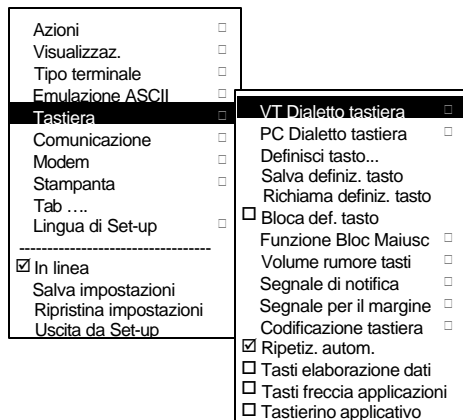 Azioni
Visualizzaz.
Tipo terminale
Emulazione ASCII
Tastiera
Comunicazione
Modem
Stampanta
Tab ….
Lingua di Set-up
----------------------------------
☑ In linea
Salva impostazioni
Ripristina impostazioni
Uscita da Set-up
VT Dialetto tastiera
PC Dialetto tastiera
Definisci tasto...
Salva definiz. tasto
Richiama definiz. tasto
☐ Bloca def. tasto
Funzione Bloc Maiusc
Volume rumore tasti
Segnale di notifica
Segnale per il margine
Codificazione tastiera
☑ Ripetiz. autom.
☐ Tasti elaborazione dati
☐ Tasti freccia applicazioni
☐ Tastierino applicativo